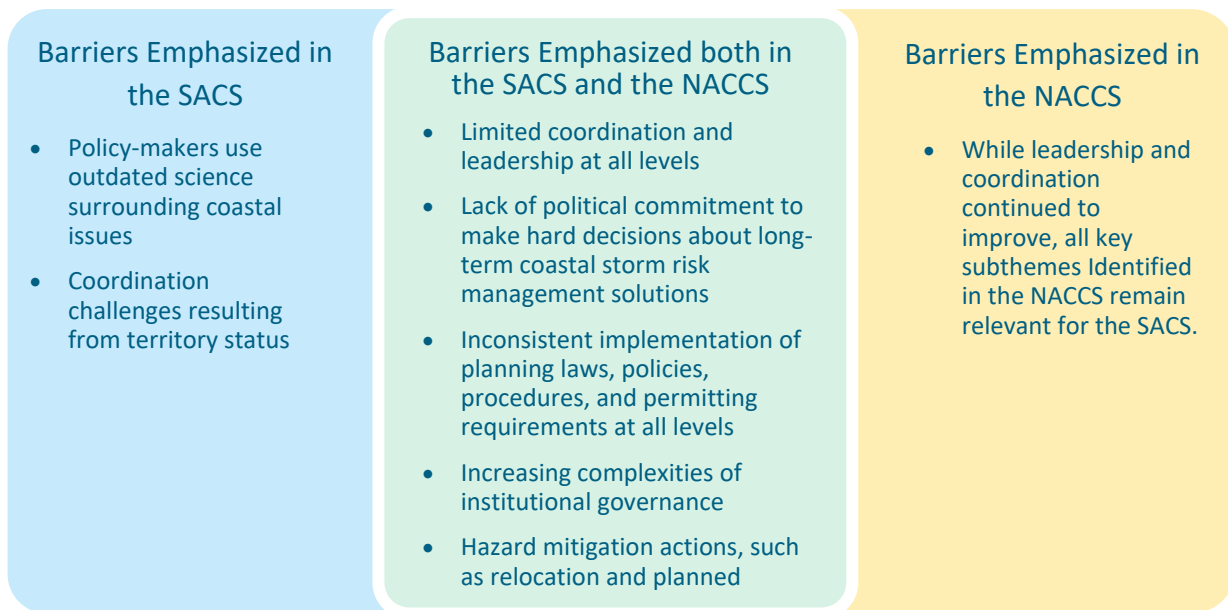 Barriers Emphasized in
the SACS
• Policy-makers use
outdated science
surrounding coastal
issues
• Coordination
challenges resulting
from territory status
Barriers Emphasized both in
the SACS and the NACCS
• Limited coordination and
leadership at all levels
• Lack of political commitment to
make hard decisions about long-
term coastal storm risk
management solutions
• Inconsistent implementation of
planning laws, policies,
procedures, and permitting
requirements at all levels
• Increasing complexities of
institutional governance
• Hazard mitigation actions, such
as relocation and planned
Barriers Emphasized in
the NACCS
• While leadership and
coordination
continued to
improve, all key
subthemes Identified
in the NACCS remain
relevant for the SACS.